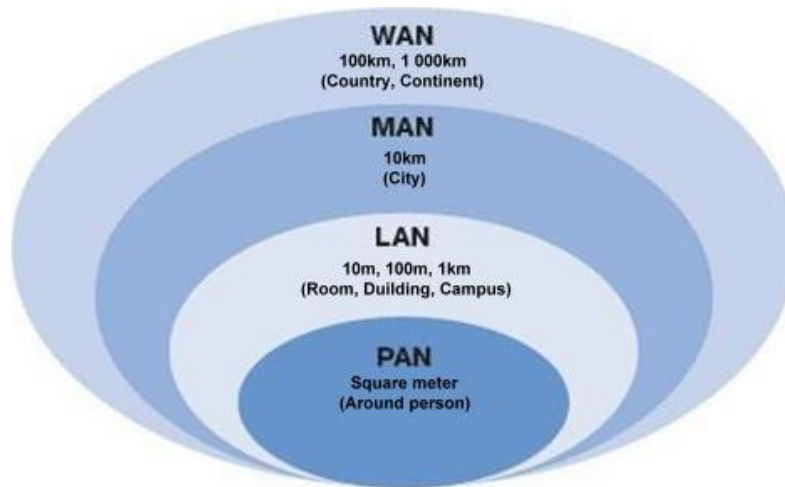 WAN
100km, 1 000km
(Country, Continent)
MAN
10km
(City)
LAN
10m, 100m, 1km
(Room, Duilding, Campus)
PAN
Square meter
(Around person)